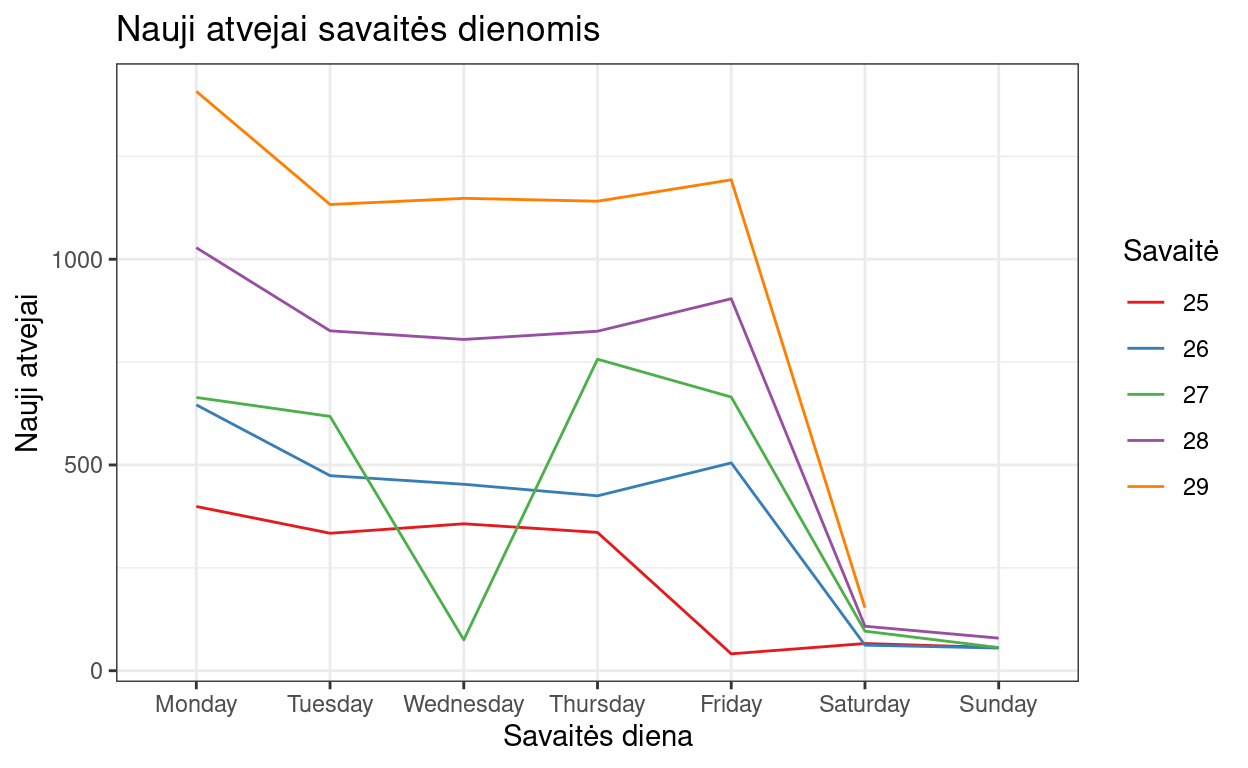 Nauji atvejai savaitės dienomis
Nauji atvejai
1000
500
0
Monday Tuesday Wednesday Thursday Friday Saturday Sunday
Savaitės diena
Savaitė
25
26
27
28
29